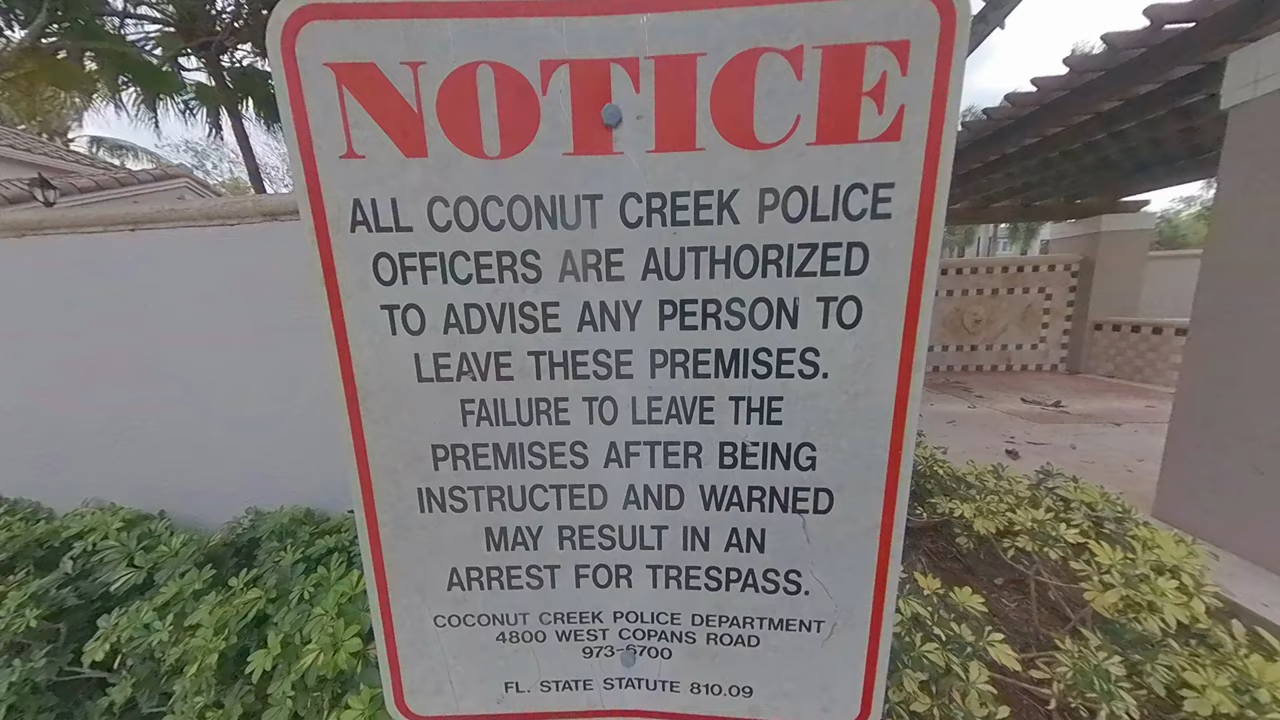 NOTICE
ALL COCONUT CREEK POLICE
OFFICERS ARE AUTHORIZED
TO ADVISE ANY PERSON TO
LEAVE THESE PREMISES.
FAILURE TO LEAVE THE
PREMISES AFTER BEING
INSTRUCTED AND WARNED
MAY RESULT IN AN
ARREST FOR TRESPASS.
COCONUT CREEK POLICE DEPARTMENT
4800 WEST COPANS ROAD
973-6700
FL. STATE STATUTE 810.09